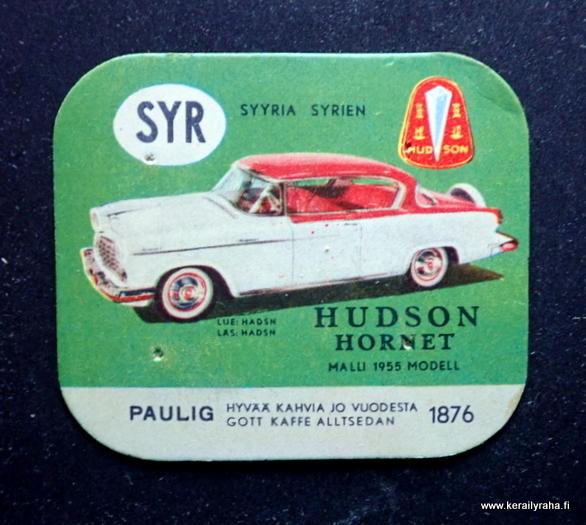 SYR
SYYRIA SYRIEN
HUDSON
LUE: HADSN
LÄS: HADSN
HUDSON
HORNET
MALLI 1955 MODELL
PAULIG
HYVÄÄ KAHVIA JO VUODESTA
GOTT KAFFE ALLTSEDAN
1876
www.kerailyraha.fi